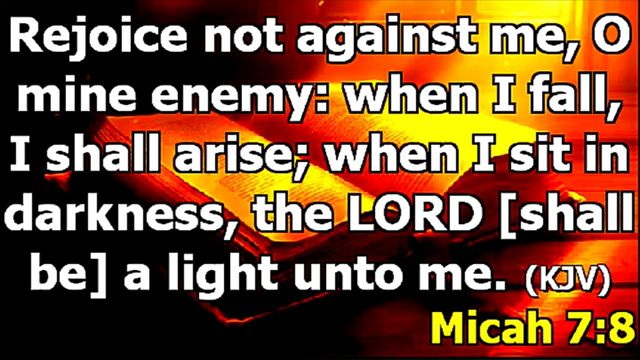 Rejoice not against me, O
mine enemy: when I fall,
I shall arise; when I sit in
darkness, the LORD [shall
be] a light unto me. (KJV)
Micah 7:8